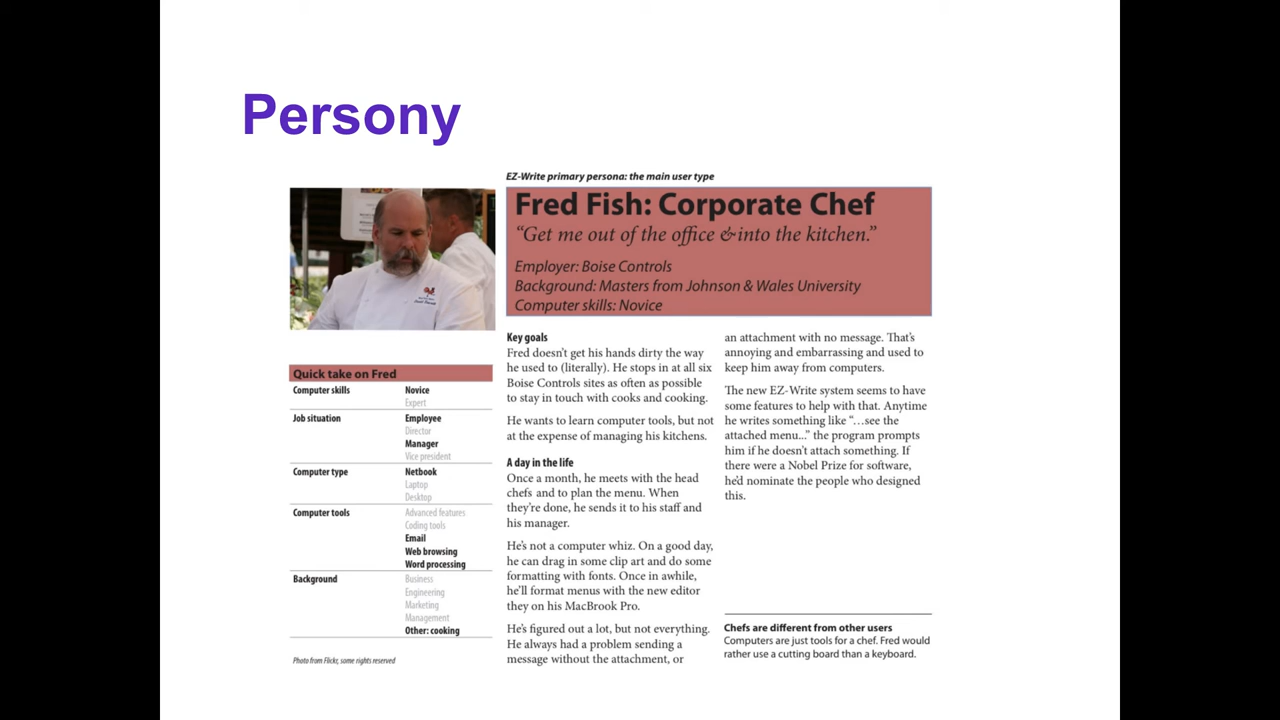 Persony
EZ-Write primary persona: the main user type
Fred Fish: Corporate Chef
“Get me out of the office & into the kitchen.”
Employer: Boise Controls
Background: Masters from Johnson & Wales University
Computer skills: Novice
Quick take on Fred
Computer skills Novice
Expert
Job situation Employee
Director
Manager
Vice president
Computer type Netbook
Laptop
Desktop
Computer tools Advanced features
Coding tools
Email
Web browsing
Word processing
Background Business
Engineering
Marketing
Management
Other: cooking
Photo from Flickr, some rights reserved
Key goals
Fred doesn’t get his hands dirty the way
he used to (literally). He stops in at all six
Boise Controls sites as often as possible
to stay in touch with cooks and cooking.
He wants to learn computer tools, but not
at the expense of managing his kitchens.
A day in the life
Once a month, he meets with the head
chefs and to plan the menu. When
they’re done, he sends it to his staff and
his manager.
He’s not a computer whiz. On a good day,
he can drag in some clip art and do some
formatting with fonts. Once in awhile,
he’ll format menus with the new editor
they on his MacBrook Pro.
He’s figured out a lot, but not everything.
He always had a problem sending a
message without the attachment, or
an attachment with no message. That’s
annoying and embarrassing and used to
keep him away from computers.
The new EZ-Write system seems to have
some features to help with that. Anytime
he writes something like “…see the
attached menu...” the program prompts
him if he doesn’t attach something. If
there were a Nobel Prize for software,
he’d nominate the people who designed
this.
Chefs are different from other users
Computers are just tools for a chef. Fred would
rather use a cutting board than a keyboard.